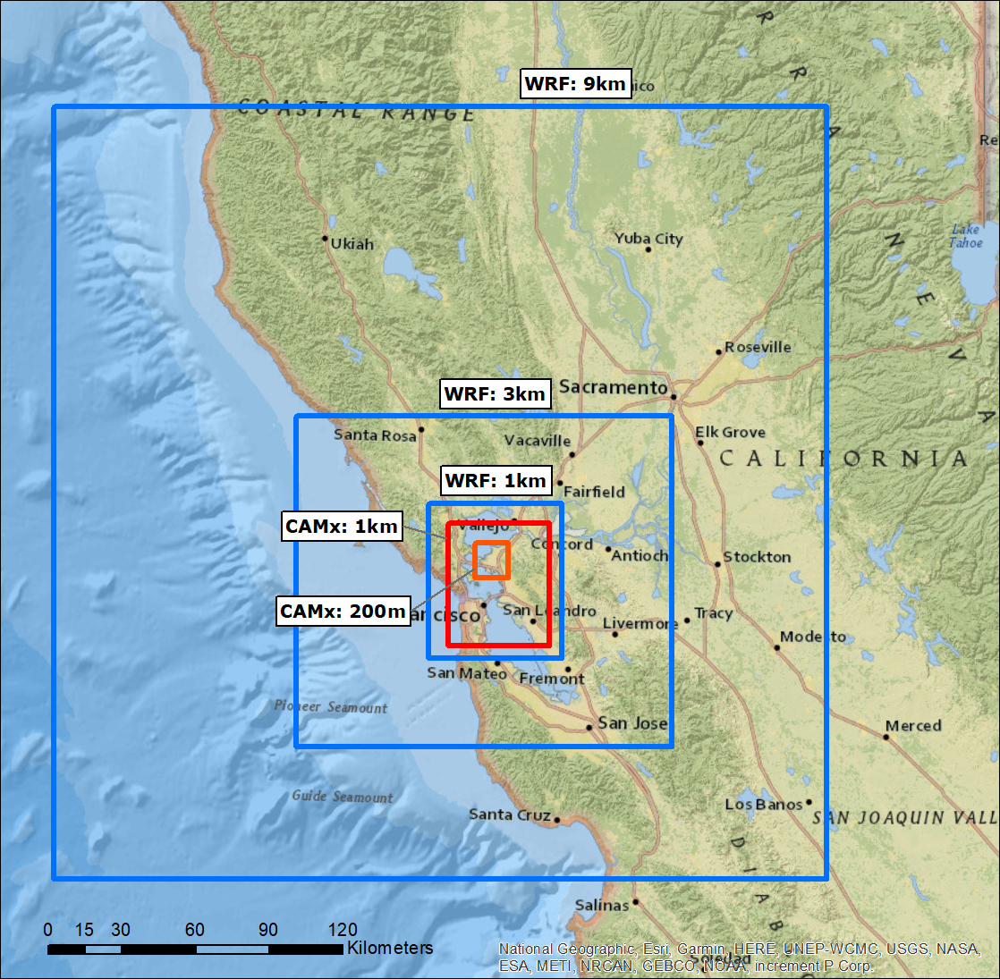 WRF: 9km
ico
COASTAL RANGE
Re
Lake
Tahoe
Ukiah
Yuba City
Roseville
Sacramento
WRF: 3km
Santa Rosa
Vacaville
Elk Grove
CALIFORNIA
WRF: 1km
Fairfield
CAMx: 1km
Vallejo
Concord
Antioch
Stockton
CAMx: 200m
ancisco
San Leandro
Livermore
Tracy
Modesto
San Mateo
Fremont
Pioneer Seamount
San Jose
Merced
Guide Seamount
Los Banos
Santa Cruz
SAN JOAQUIN VALL
R R A
N E V A
D I A B
Salinas
0 15 30 60 90 120
Kilometers
Soledad
National Geographic, Esri, Garmin, HERE, UNEP-WCMC, USGS, NASA,
ESA, METI, NRCAN, GEBCO, NOAA, increment P Corp.